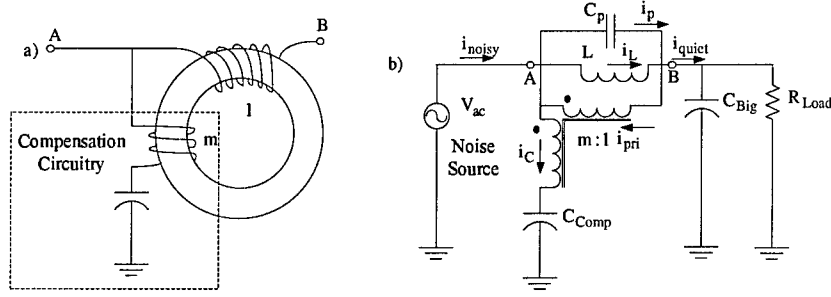 a)
A
B
l
m
Compensation
Circuitry
b)
C_p
i_p
i_noisy
L
i_L
i_quiet
A
B
V_ac
Noise
Source
m : 1
i_pri
i_C
C_Comp
C_Big
R_Load